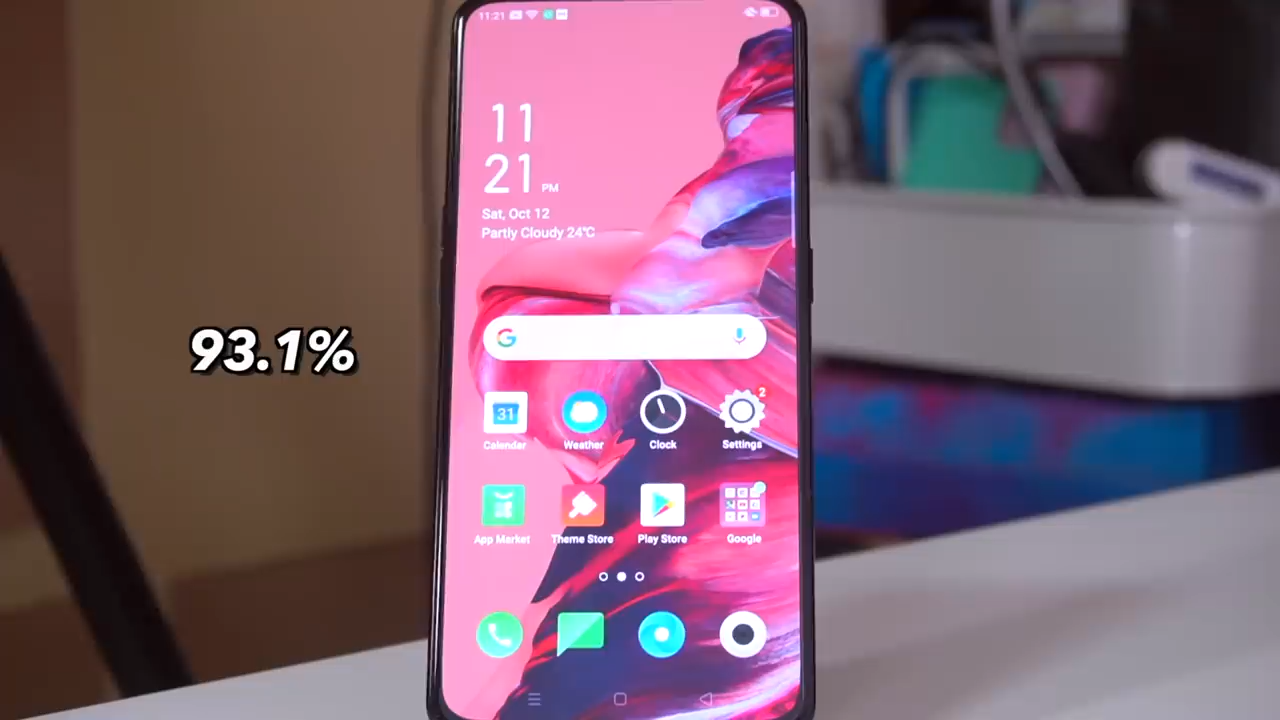 11:21
11
21 PM
Sat, Oct 12
Partly Cloudy 24℃
93.1%
G
31
2
Calendar
Weather
Clock
Settings
App Market
Theme Store
Play Store
Google